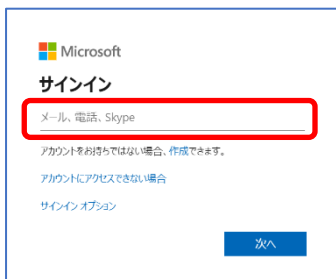 Microsoft
サインイン
メール、電話、Skype
アカウントをお持ちではない場合、作成できます。
アカウントにアクセスできない場合
サインイン オプション
次へ